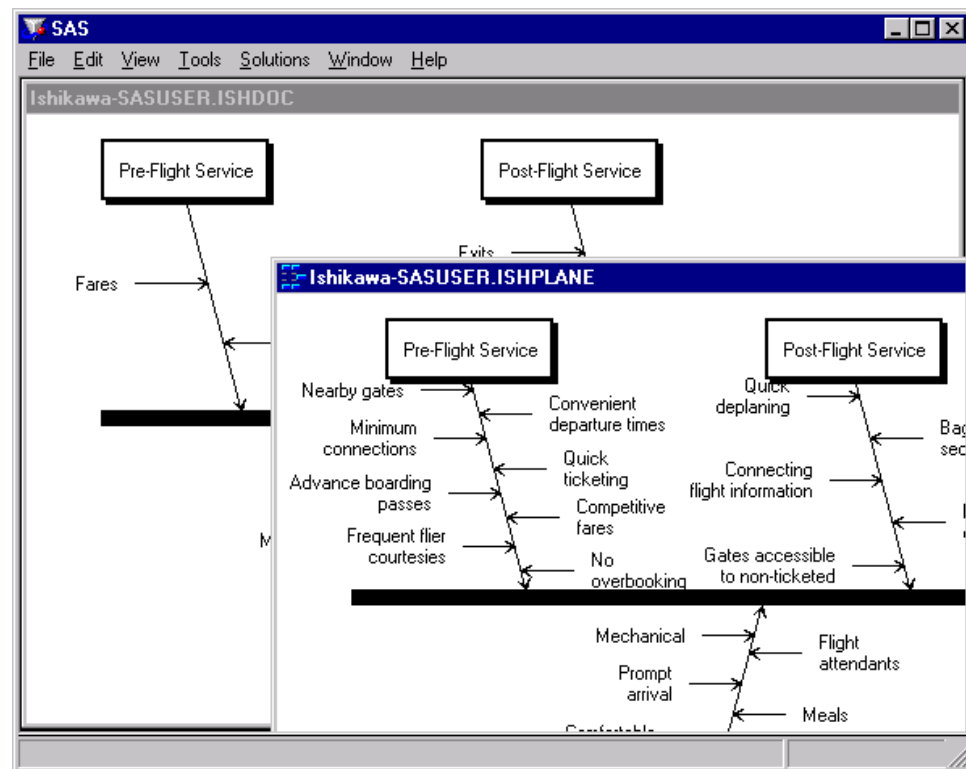 SAS
File Edit View Tools Solutions Window Help
Ishikawa-SASUSER.ISHDOC
Pre-Flight Service
Post-Flight Service
Exits
Fares
Ishikawa-SASUSER.ISHPLANE
Pre-Flight Service
Post-Flight Service
Nearby gates
Convenient
departure times
Minimum
connections
Quick
ticketing
Advance boarding
passes
Competitive
fares
Frequent flier
courtesies
No
overbooking
Quick
deplaning
Connecting
flight information
Gates accessible
to non-ticketed
Mechanical
Flight
attendants
Prompt
arrival
Meals
Comfortable